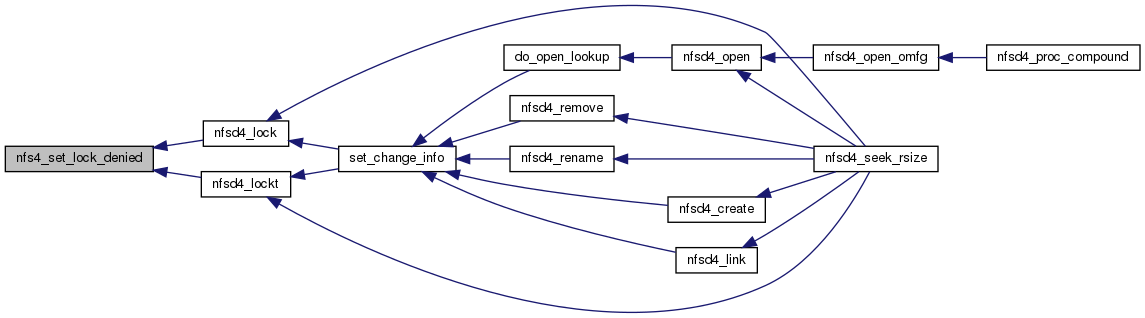 nfs4_set_lock_denied
nfsd4_lock
nfsd4_lockt
set_change_info
do_open_lookup
nfsd4_remove
nfsd4_rename
nfsd4_create
nfsd4_link
nfsd4_open
nfsd4_open_omfg
nfsd4_proc_compound
nfsd4_seek_rsize